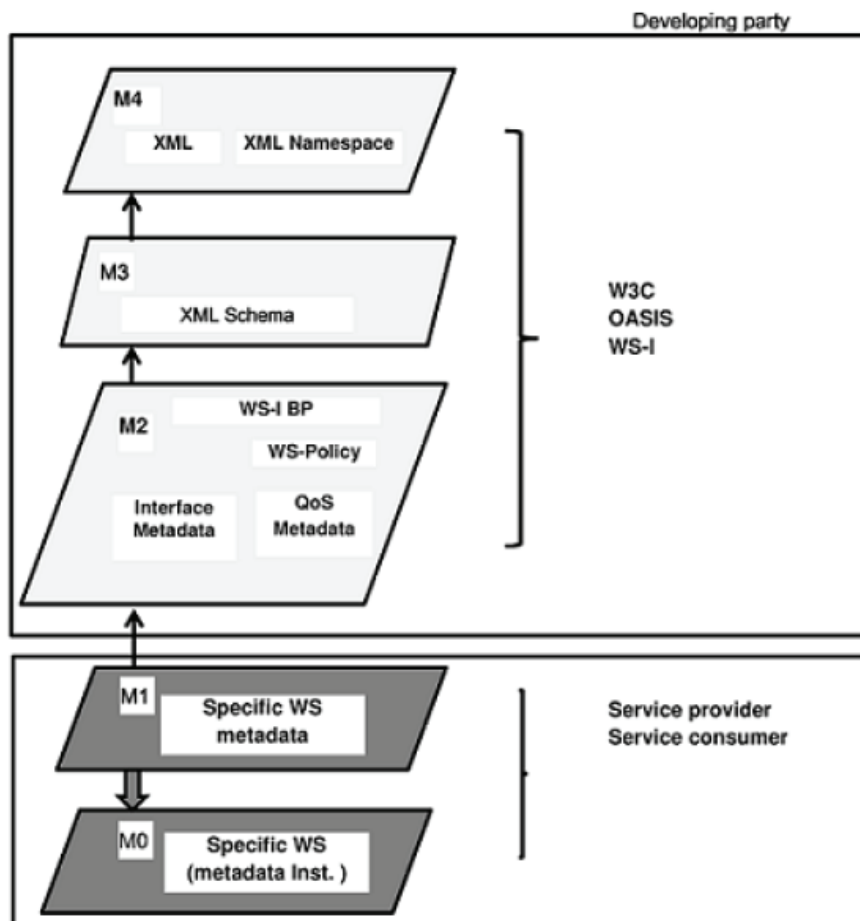 Developing party
M4
XML
XML Namespace
M3
XML Schema
W3C
OASIS
WS-I
M2
WS-I BP
WS-Policy
Interface
Metadata
QoS
Metadata
M1
Specific WS
metadata
Service provider
Service consumer
M0
Specific WS
(metadata Inst. )